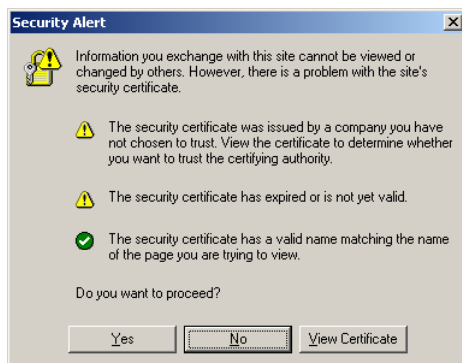 Security Alert
Information you exchange with this site cannot be viewed or
changed by others. However, there is a problem with the site's
security certificate.
The security certificate was issued by a company you have
not chosen to trust. View the certificate to determine whether
you want to trust the certifying authority.
The security certificate has expired or is not yet valid.
The security certificate has a valid name matching the name
of the page you are trying to view.
Do you want to proceed?
Yes No View Certificate